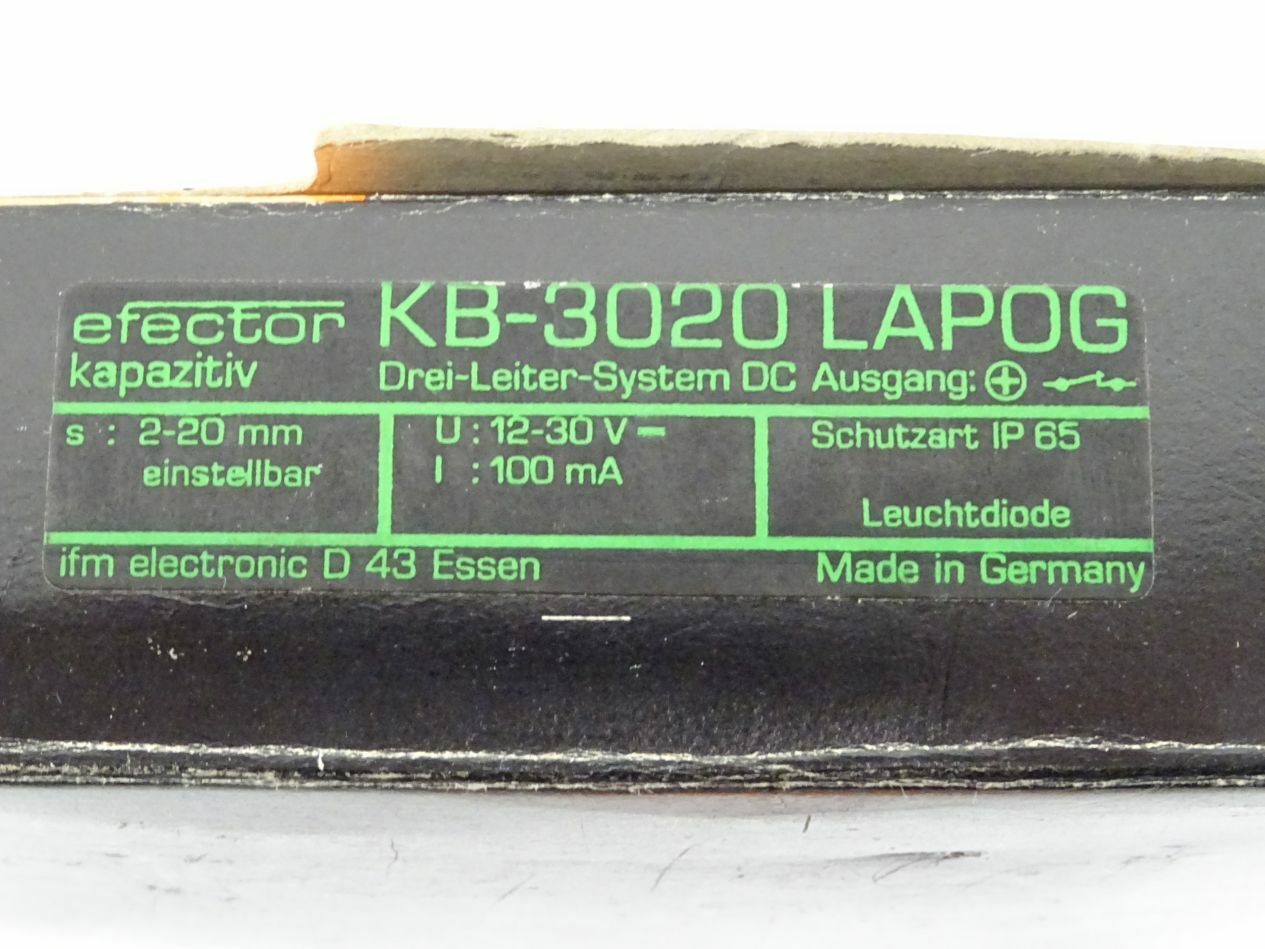 efector KB-3020 LAPOG
kapazitiv Drei-Leiter-System DC Ausgang: ⊕
s : 2-20 mm
einstellbar
U : 12-30 V ⎓
I : 100 mA
Schutzart IP 65
Leuchtdiode
ifm electronic D 43 Essen Made in Germany